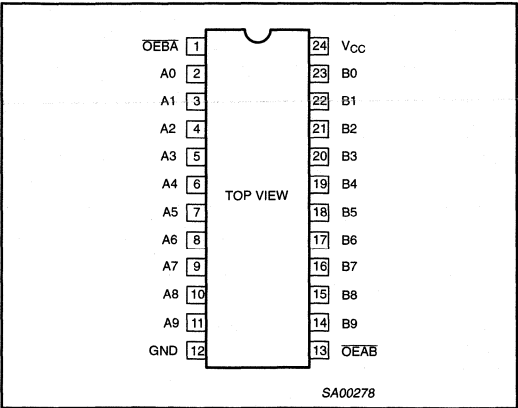 OEBA 1 24 VCC
A0 2 23 B0
A1 3 22 B1
A2 4 21 B2
A3 5 20 B3
A4 6 19 B4
TOP VIEW
A5 7 18 B5
A6 8 17 B6
A7 9 16 B7
A8 10 15 B8
A9 11 14 B9
GND 12 13 OEAB
SA00278